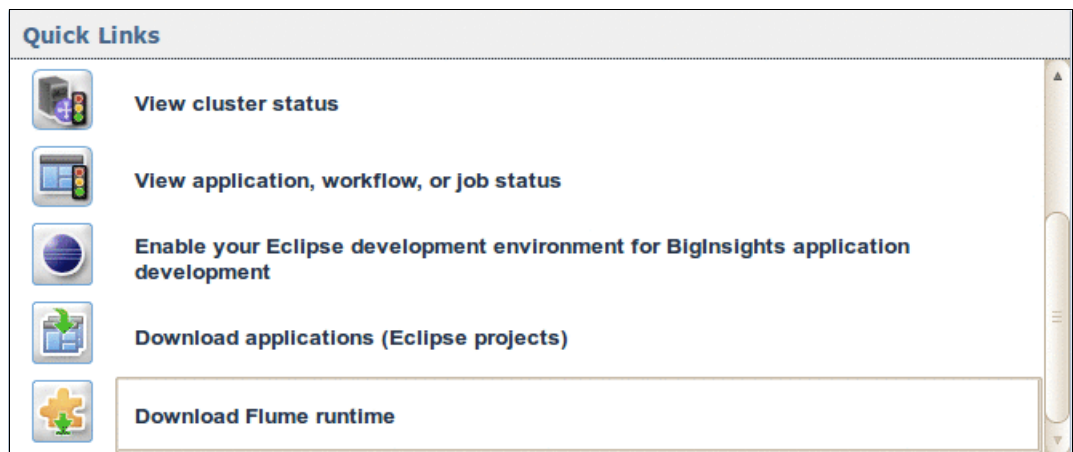 Quick Links
View cluster status
View application, workflow, or job status
Enable your Eclipse development environment for BigInsights application
development
Download applications (Eclipse projects)
Download Flume runtime